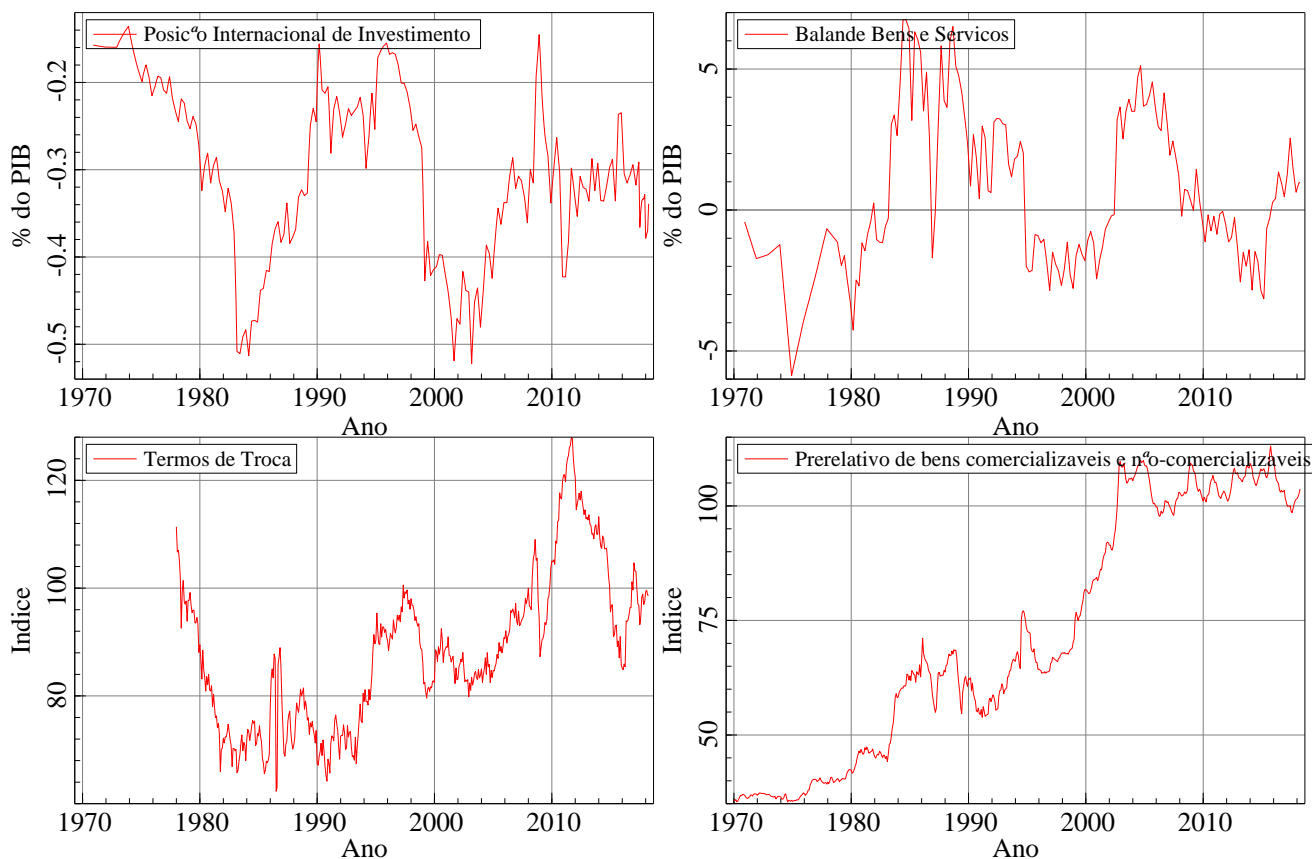 Posicªo Internacional de Investimento
-0.2
-0.3
-0.4
-0.5
% do PIB
1970 1980 1990 2000 2010
Ano
Balande Bens e Servicos
5
0
-5
% do PIB
1970 1980 1990 2000 2010
Ano
Termos de Troca
120
100
80
Indice
1970 1980 1990 2000 2010
Ano
Prerelativo de bens comercializaveis e nªo-comercializaveis
100
75
50
Indice
1970 1980 1990 2000 2010
Ano